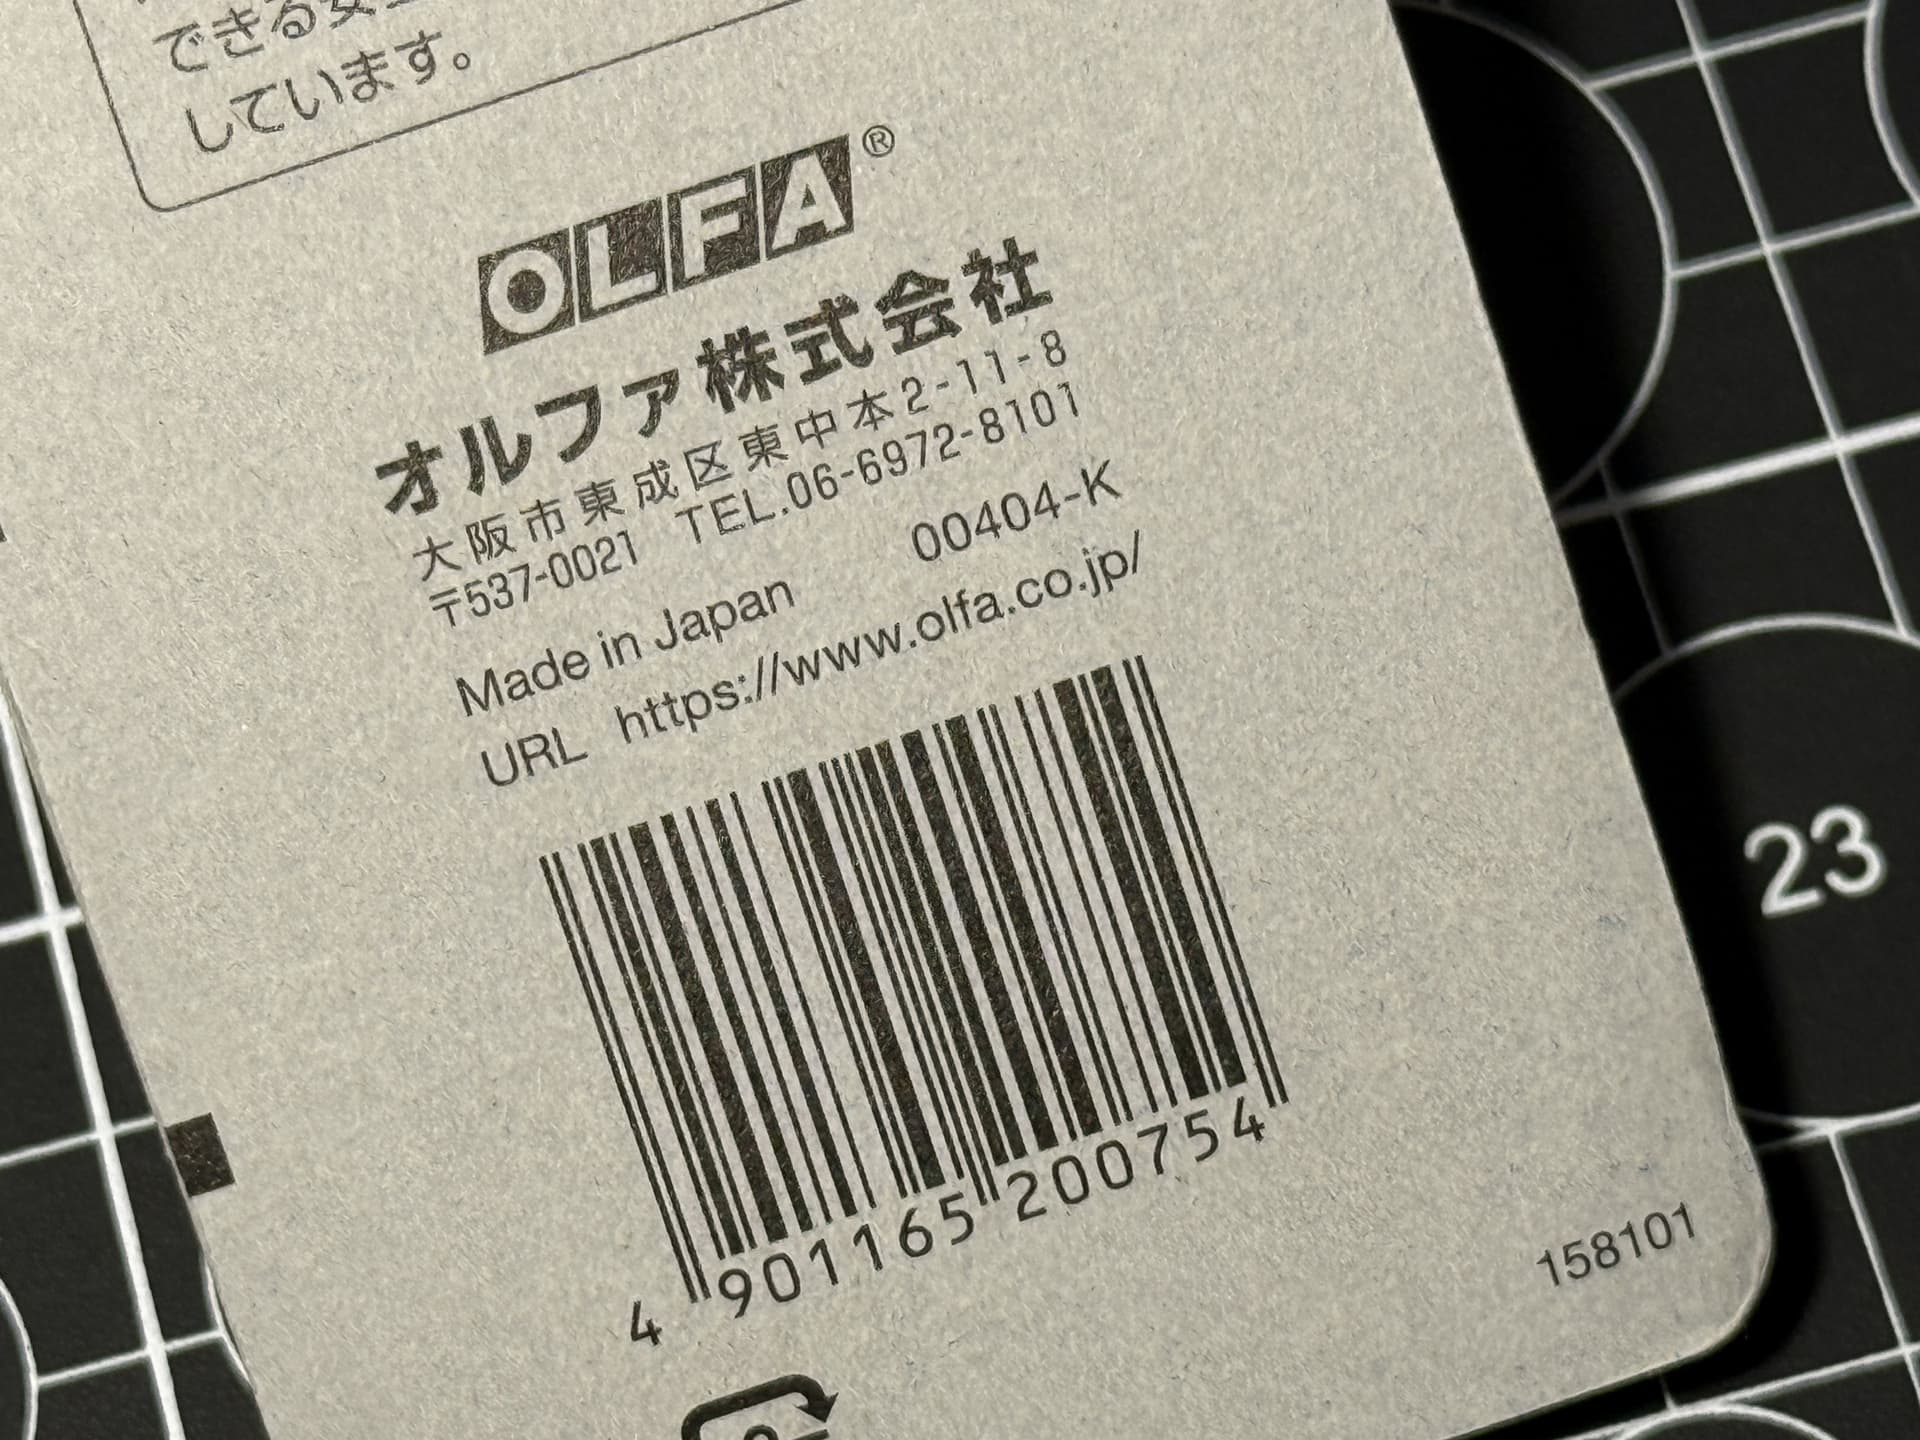 できる
しています。
OLFA®
オルファ株式会社
大阪市東成区東中本2-11-8
〒537-0021 TEL.06-6972-8101
Made in Japan 00404-K
URL https://www.olfa.co.jp/
4 901165 200754
158101
23